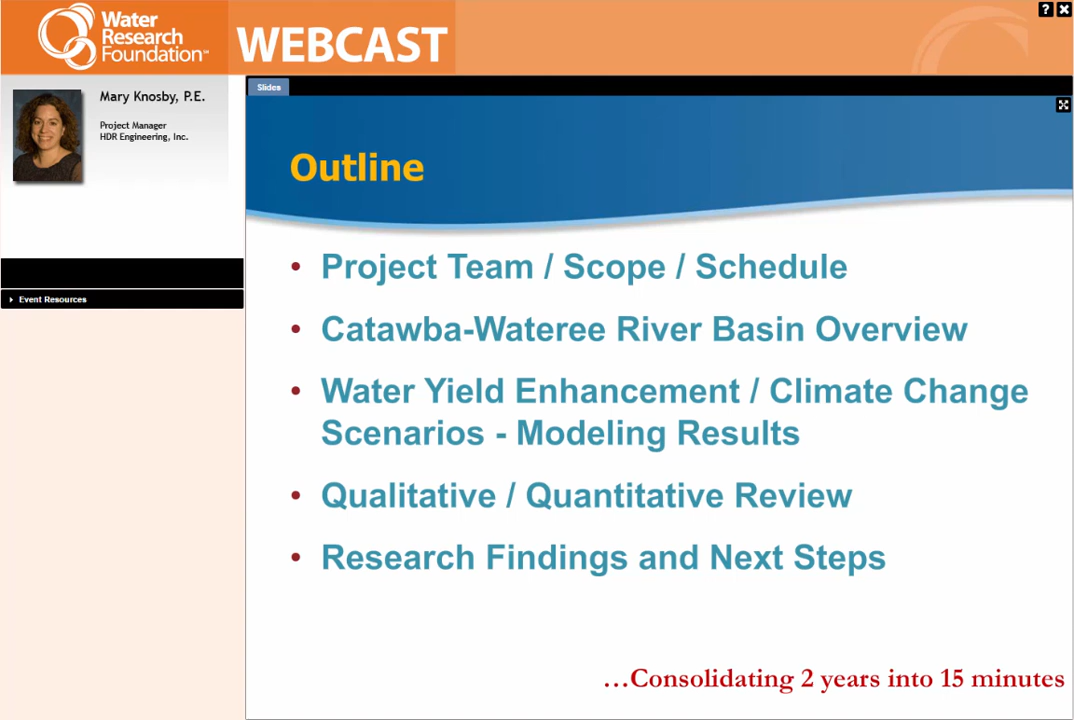 Water
Research
Foundation℠
WEBCAST
? 
Mary Knosby, P.E.
Project Manager
HDR Engineering, Inc.
Event Resources
Slides
Outline
• Project Team / Scope / Schedule
• Catawba-Wateree River Basin Overview
• Water Yield Enhancement / Climate Change
Scenarios - Modeling Results
• Qualitative / Quantitative Review
• Research Findings and Next Steps
...Consolidating 2 years into 15 minutes